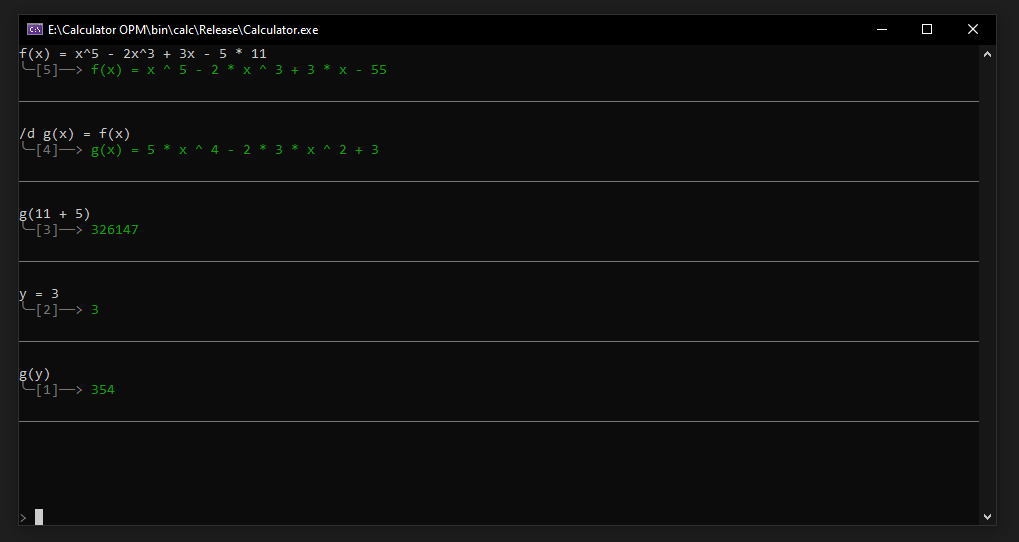 E:\Calculator OPM\bin\calc\Release\Calculator.exe
f(x) = x^5 - 2x^3 + 3x - 5 * 11
╰─[5]──> f(x) = x ^ 5 - 2 * x ^ 3 + 3 * x - 55
/d g(x) = f(x)
╰─[4]──> g(x) = 5 * x ^ 4 - 2 * 3 * x ^ 2 + 3
g(11 + 5)
╰─[3]──> 326147
y = 3
╰─[2]──> 3
g(y)
╰─[1]──> 354
>